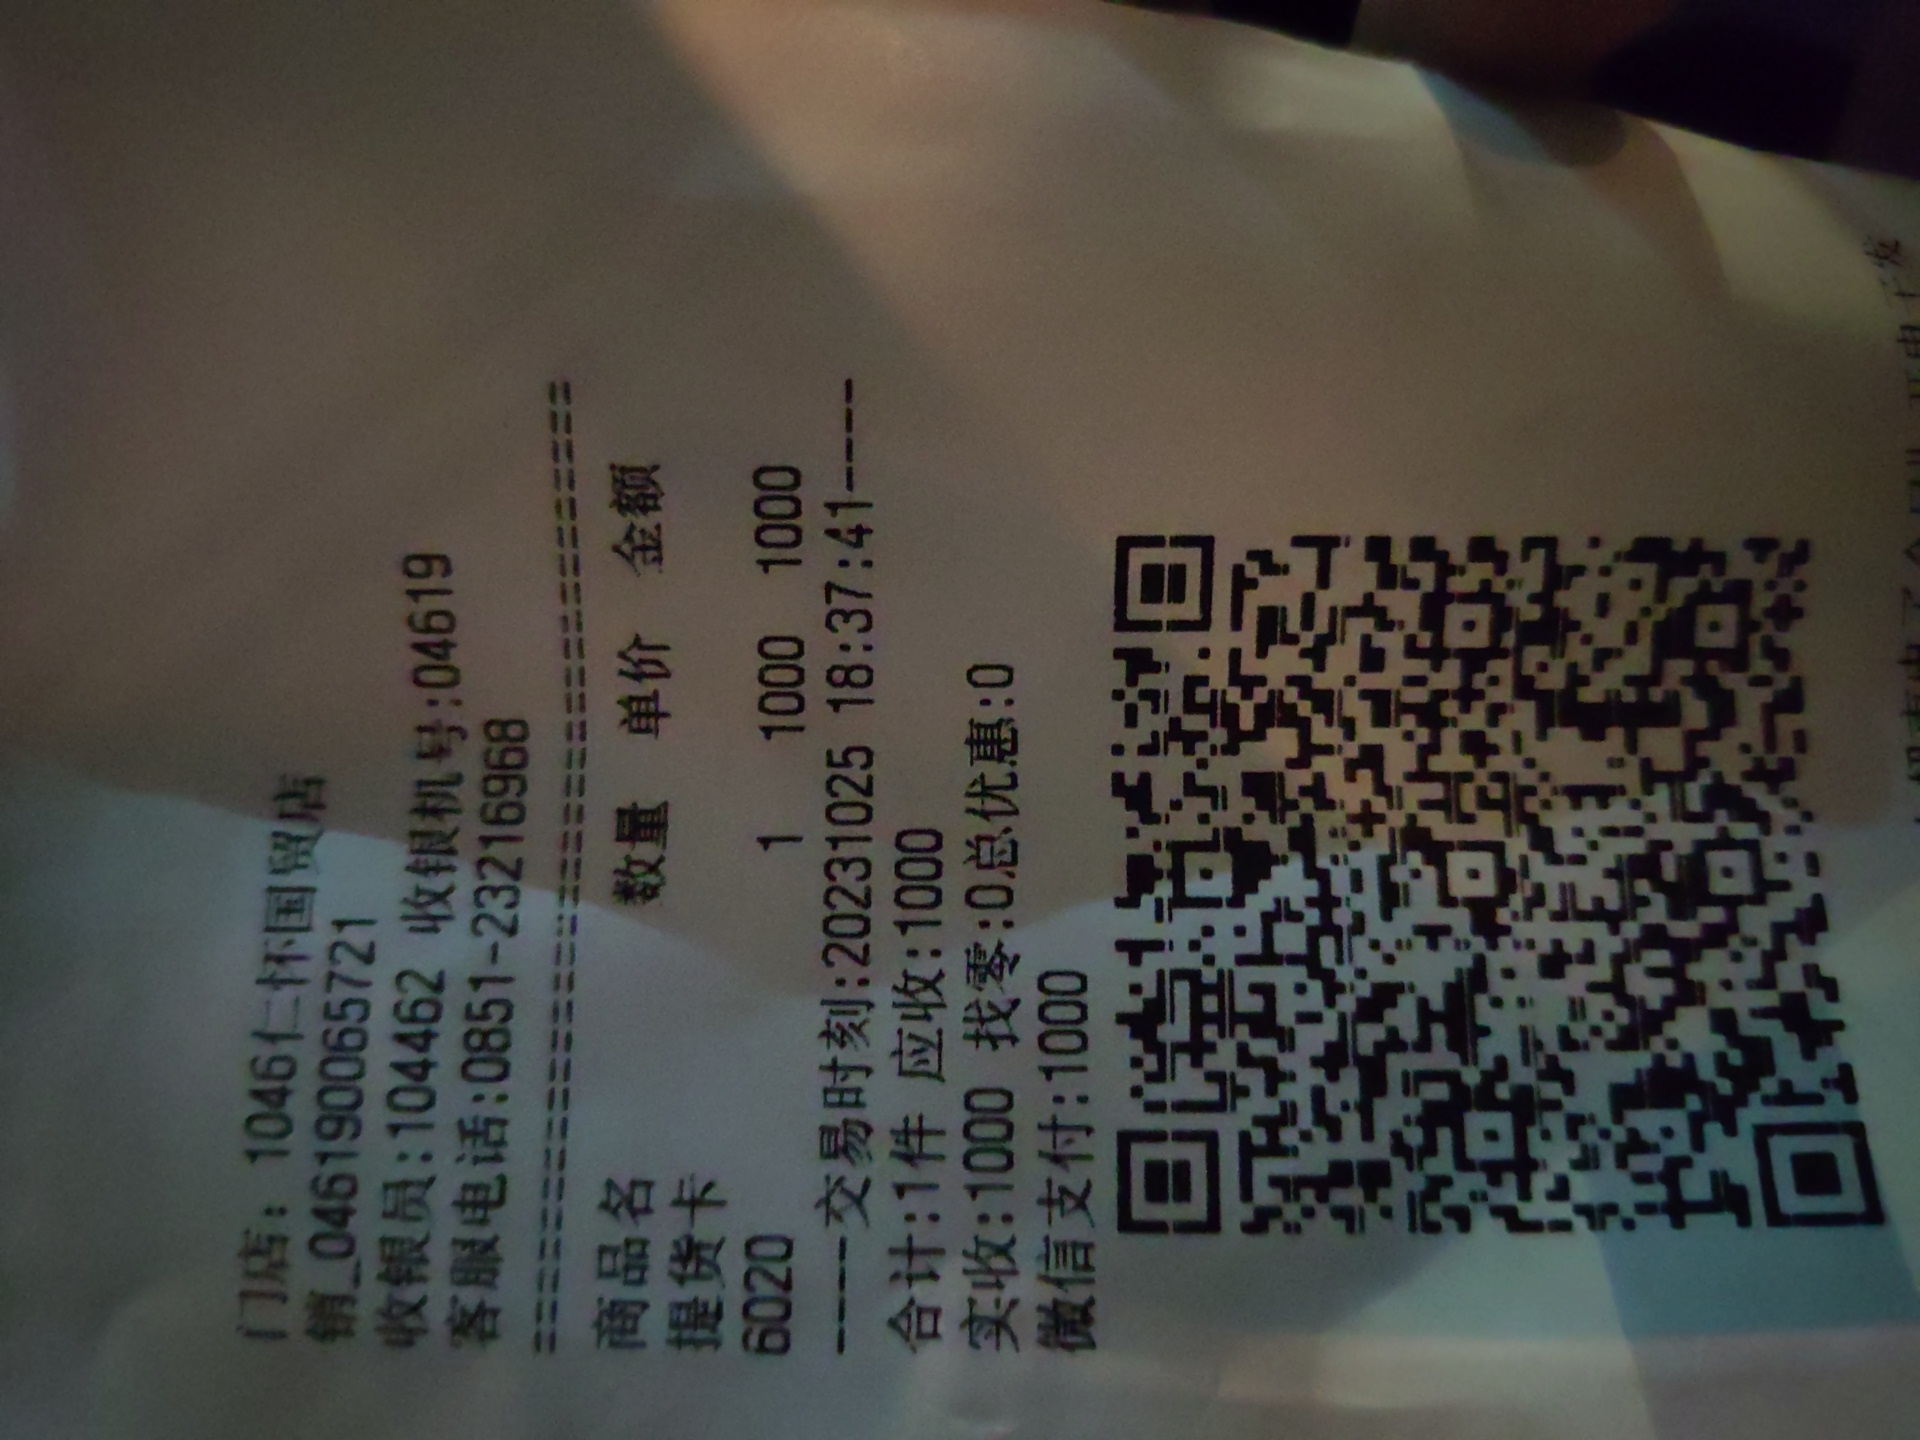 门店: 1046仁怀国贸店
销_046190065721
收银员:104462 收银机号:04619
客服电话:0851-23216968
商品名 数量 单价 金额
提货卡
6020 1 1000 1000
-----交易时刻:20231025 18:37:41-----
合计:1件 应收:1000
实收:1000 找零:0总优惠:0
微信支付:1000